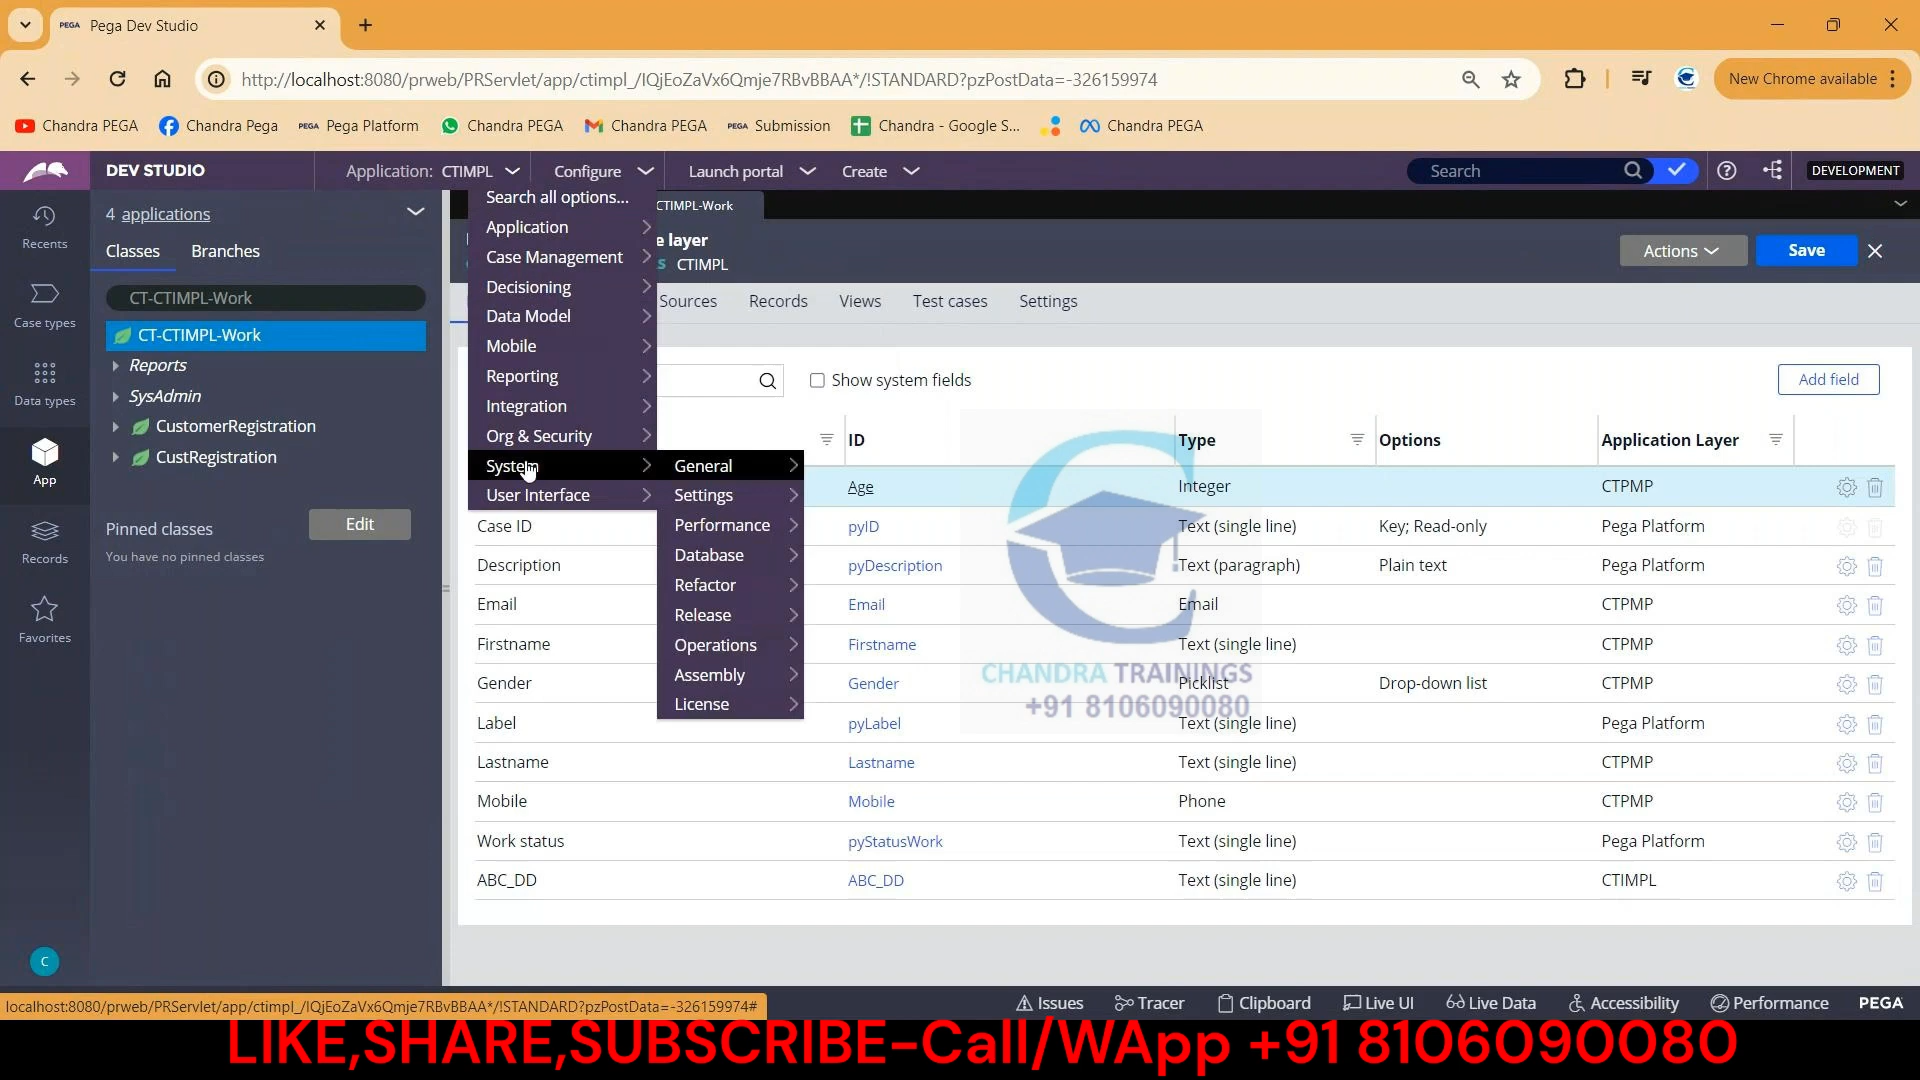 PEGA Pega Dev Studio
http://localhost:8080/prweb/PRServlet/app/ctimpl_/IQjEoZaVx6Qmje7RBvBBAA*/!STANDARD?pzPostData=-326159974
New Chrome available
Chandra PEGA Chandra Pega PEGA Pega Platform Chandra PEGA Chandra PEGA PEGA Submission Chandra - Google S... Chandra PEGA
DEV STUDIO Application: CTIMPL Configure Launch portal Create Search DEVELOPMENT
Recents
Case types
Data types
App
Records
Favorites
C
4 applications
Classes Branches
CT-CTIMPL-Work
CT-CTIMPL-Work
Reports
SysAdmin
CustomerRegistration
CustRegistration
Pinned classes Edit
You have no pinned classes
Search all options...
Application
Case Management
Decisioning
Data Model
Mobile
Reporting
Integration
Org & Security
System
User Interface
General
Settings
Performance
Database
Refactor
Release
Operations
Assembly
License
CTIMPL-Work
e layer
S CTIMPL
Actions Save
Sources Records Views Test cases Settings
Show system fields Add field
ID Type Options Application Layer
Age Integer CTPMP
Case ID pyID Text (single line) Key; Read-only Pega Platform
Description pyDescription Text (paragraph) Plain text Pega Platform
Email Email Email CTPMP
Firstname Firstname Text (single line) CTPMP
Gender Gender Picklist Drop-down list CTPMP
Label pyLabel Text (single line) Pega Platform
Lastname Lastname Text (single line) CTPMP
Mobile Mobile Phone CTPMP
Work status pyStatusWork Text (single line) Pega Platform
ABC_DD ABC_DD Text (single line) CTIMPL
CHANDRA TRAININGS
+91 8106090080
localhost:8080/prweb/PRServlet/app/ctimpl_/IQjEoZaVx6Qmje7RBvBBAA*/!STANDARD?pzPostData=-326159974#
Issues Tracer Clipboard Live UI Live Data Accessibility Performance PEGA
LIKE,SHARE,SUBSCRIBE-Call/WApp +91 8106090080